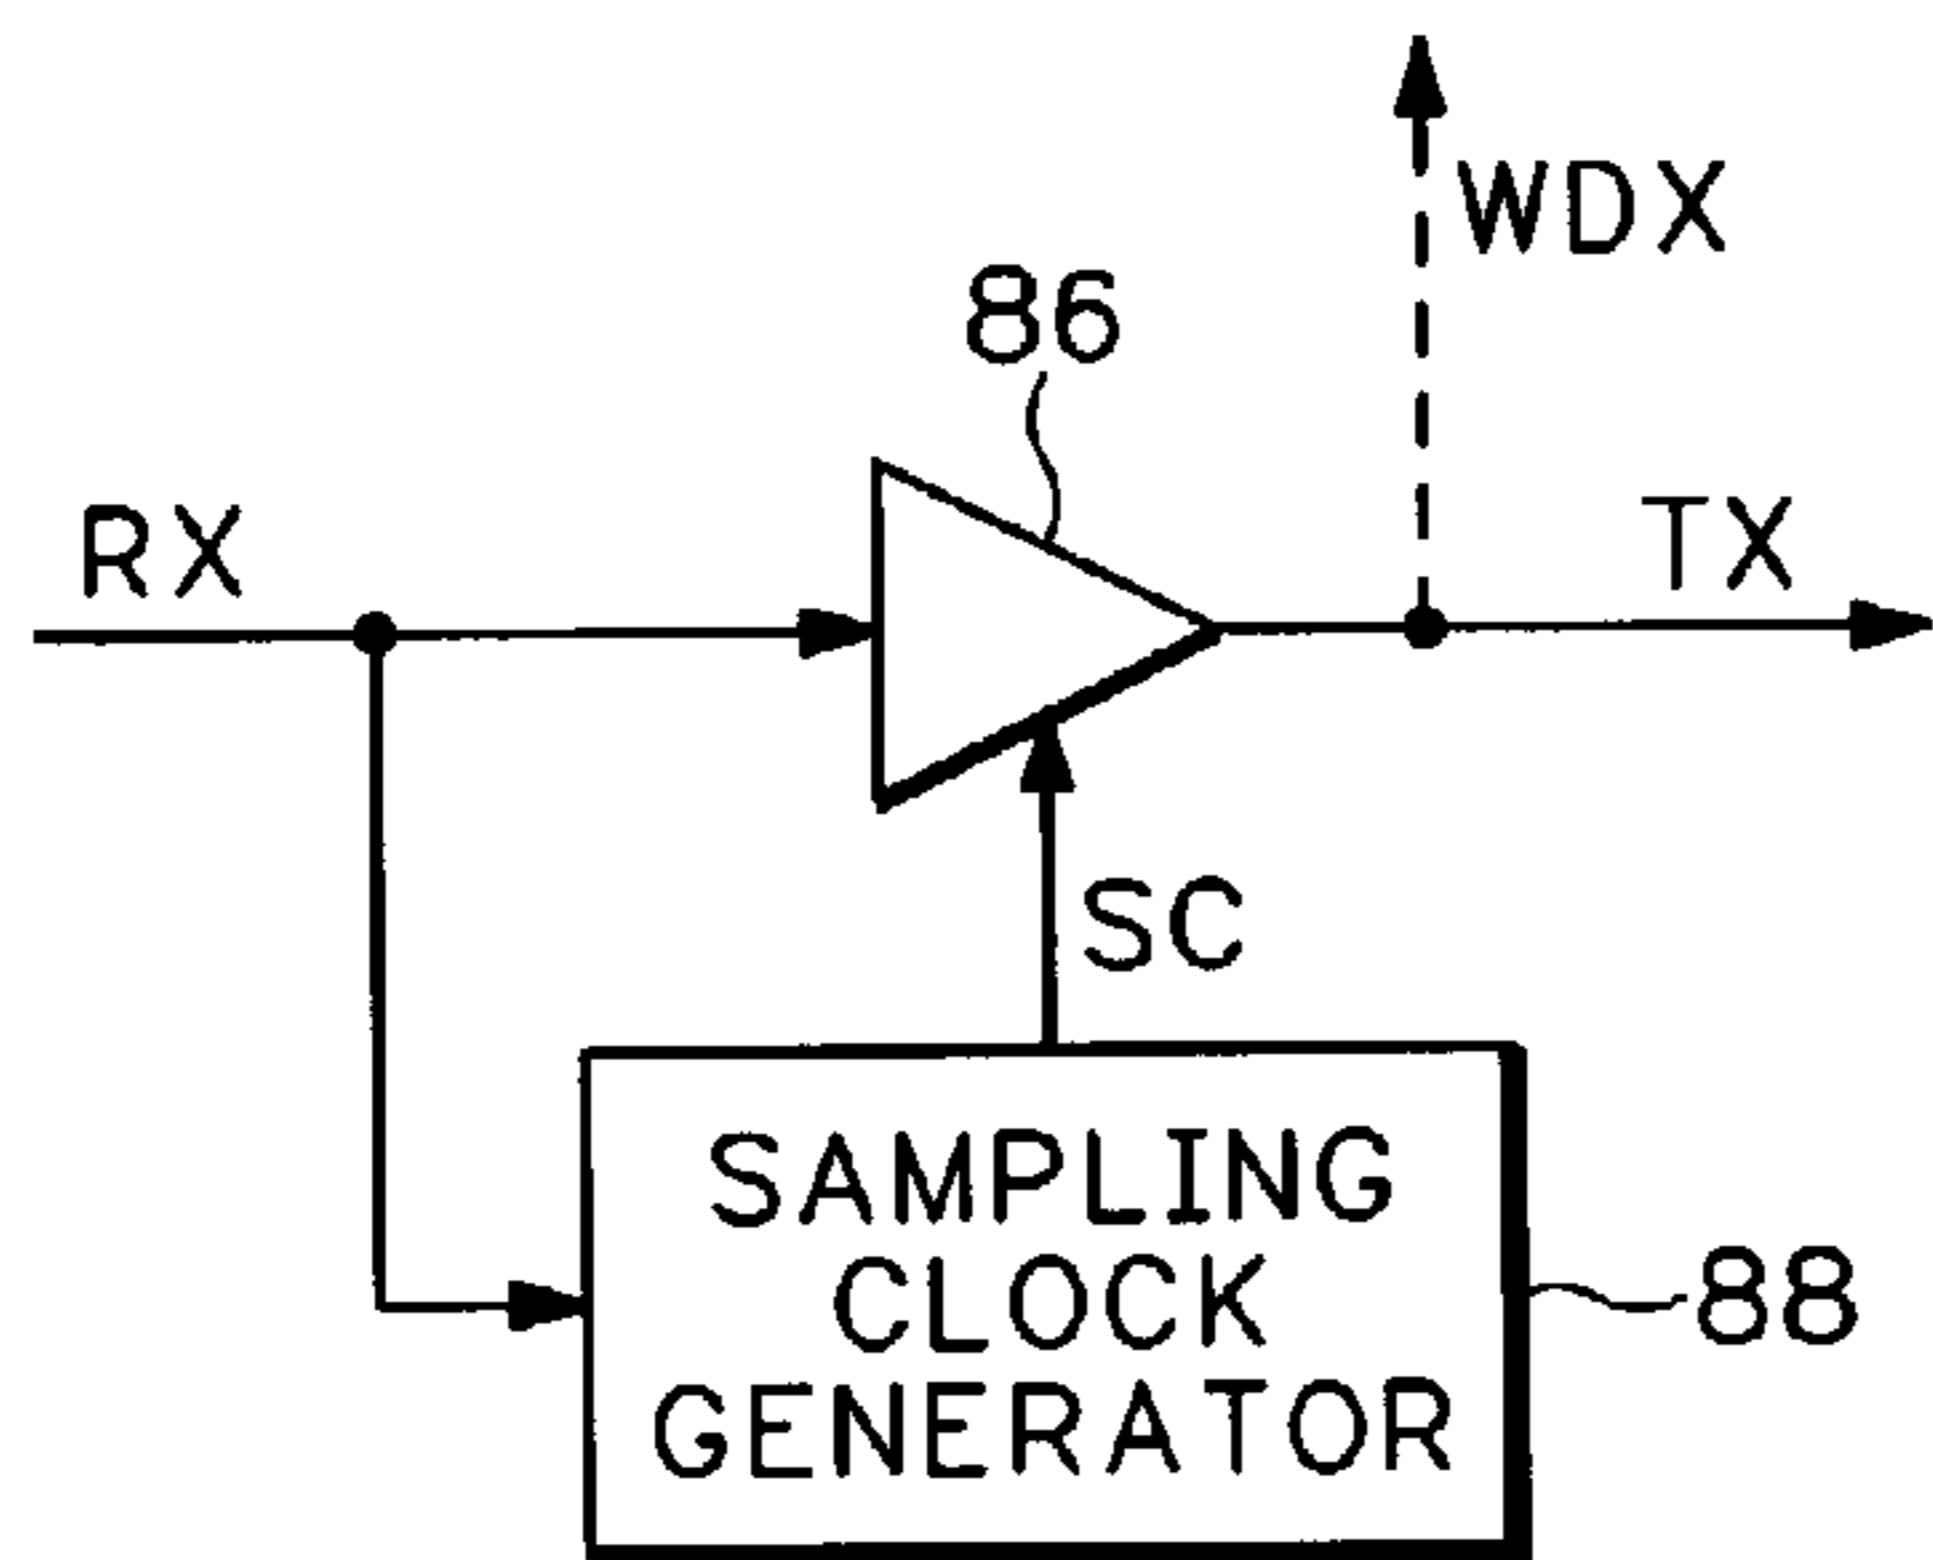 WDX
86
RX
TX
SC
SAMPLING
CLOCK
GENERATOR
88